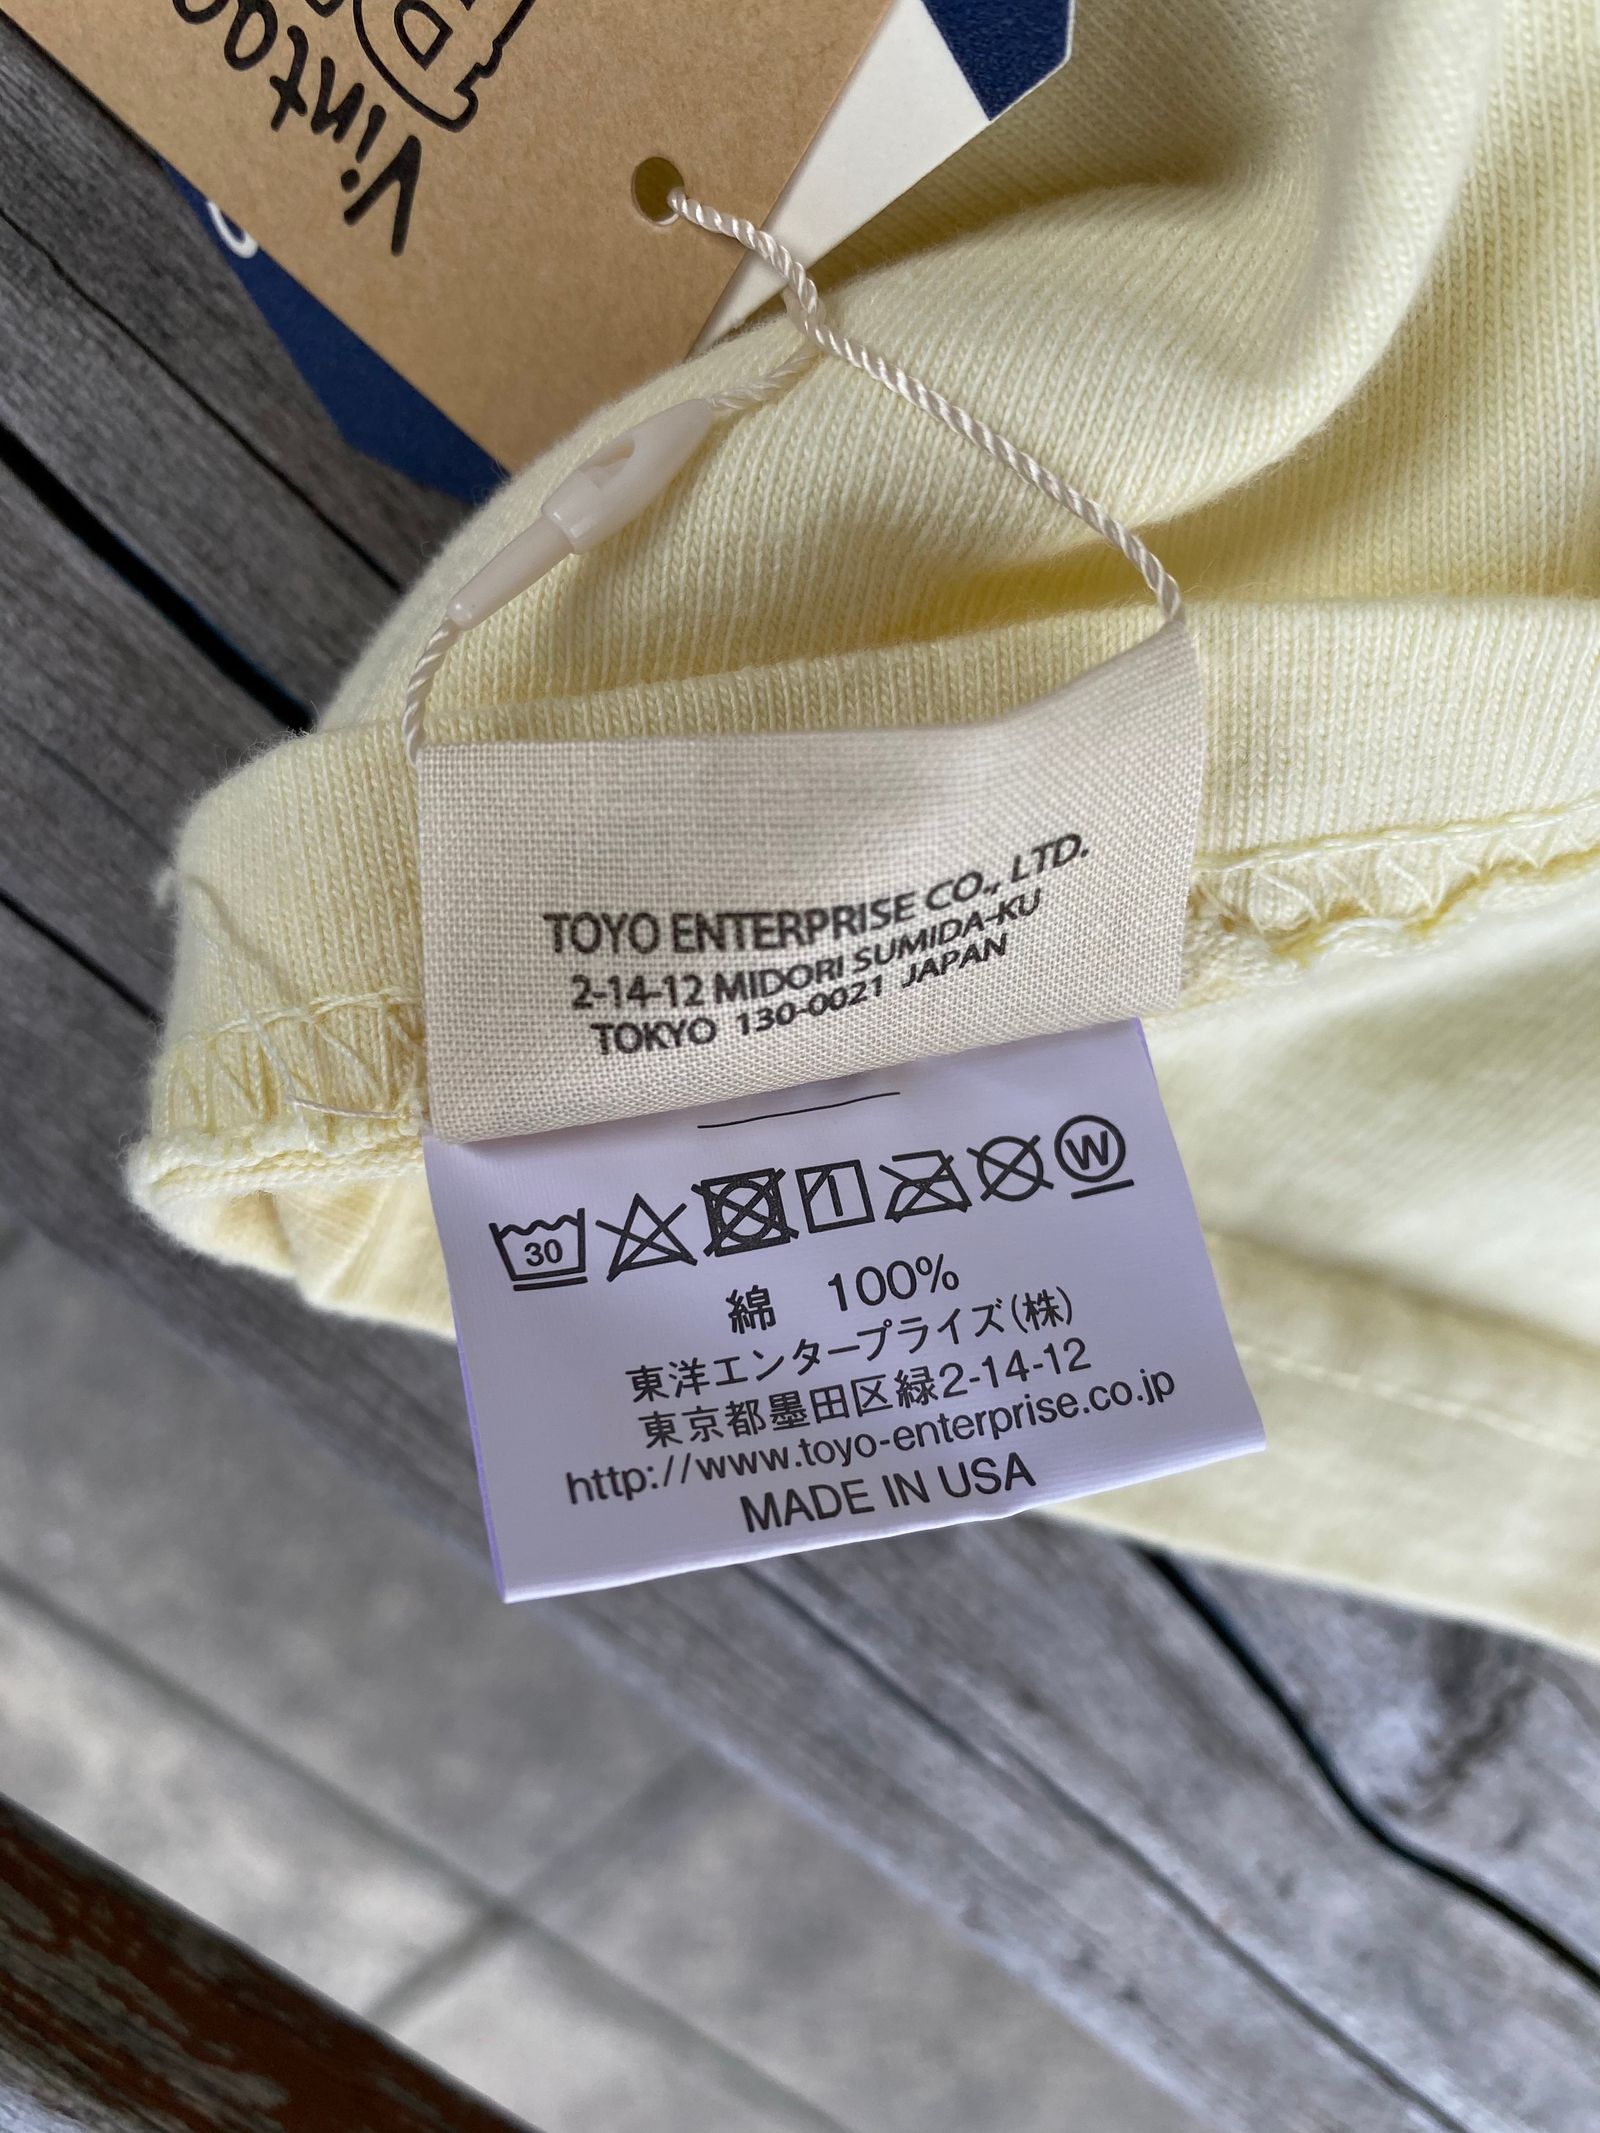 Vintag
TOYO ENTERPRISE CO., LTD.
2-14-12 MIDORI SUMIDA-KU
TOKYO 130-0021 JAPAN
30
W
綿 100%
東洋エンタープライズ(株)
東京都墨田区緑2-14-12
http://www.toyo-enterprise.co.jp
MADE IN USA